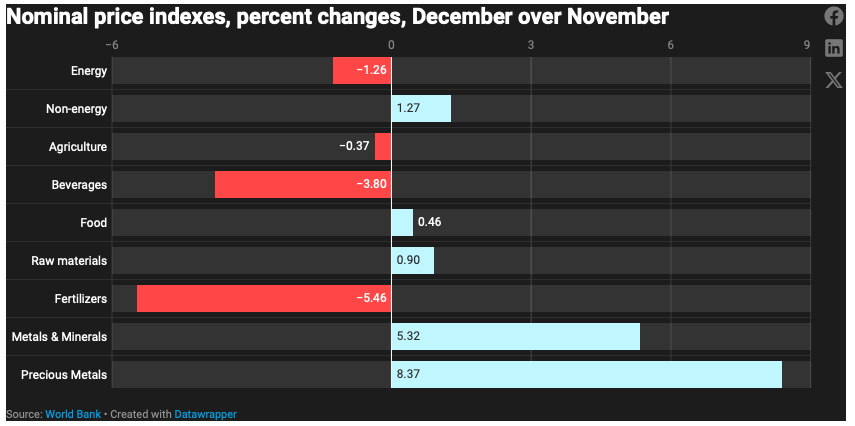 Nominal price indexes, percent changes, December over November
−6 0 3 6 9
Energy −1.26
Non-energy 1.27
Agriculture −0.37
Beverages −3.80
Food 0.46
Raw materials 0.90
Fertilizers −5.46
Metals & Minerals 5.32
Precious Metals 8.37
Source: World Bank • Created with Datawrapper